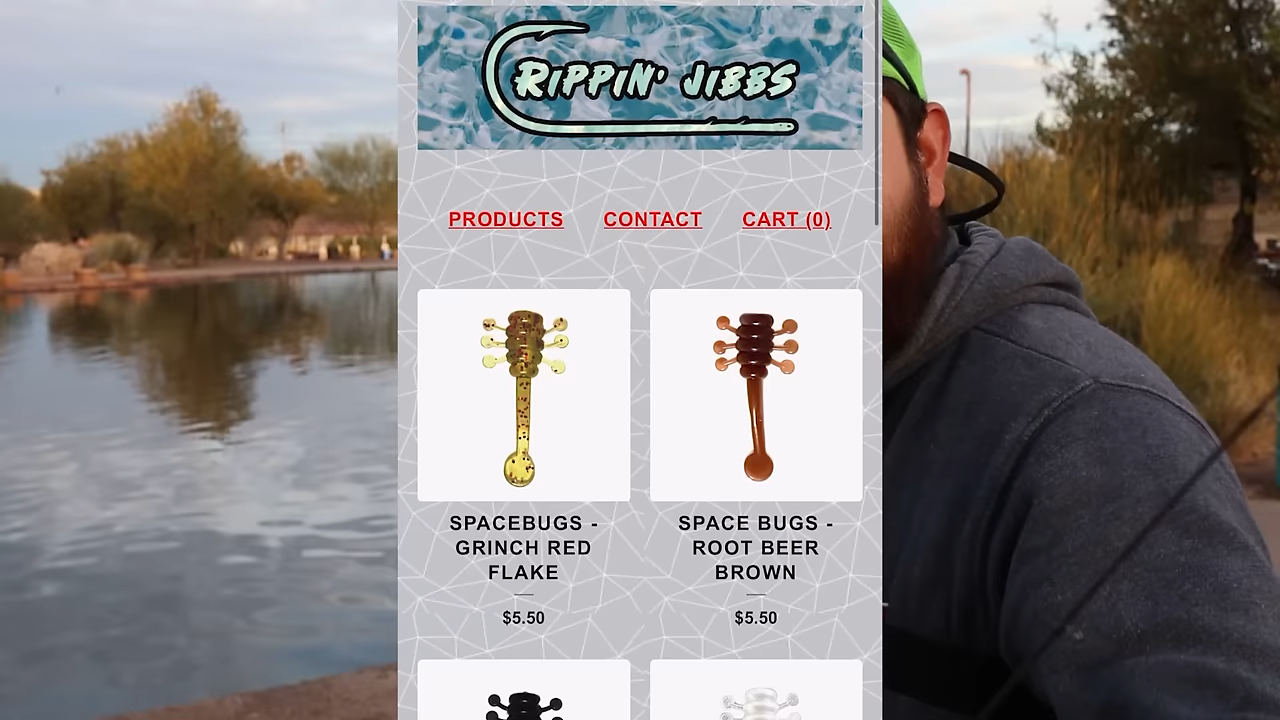 RIPPIN' JIBBS
PRODUCTS CONTACT CART (0)
SPACEBUGS -
GRINCH RED
FLAKE
$5.50
SPACE BUGS -
ROOT BEER
BROWN
$5.50